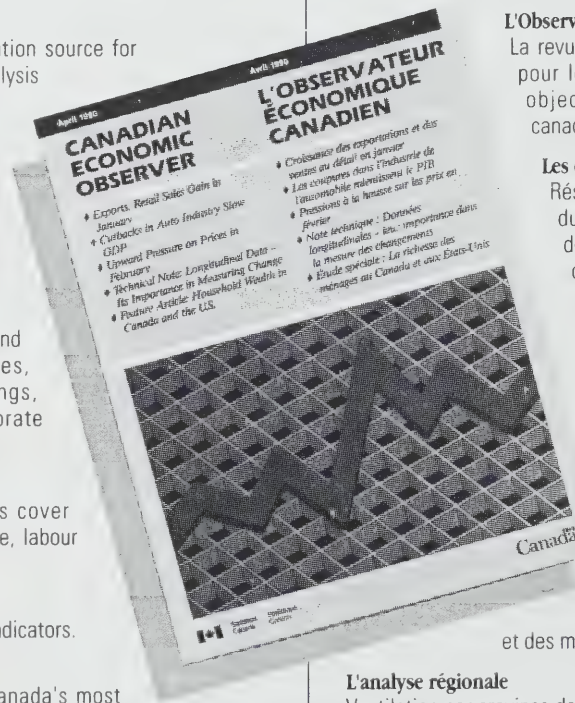 ation source for
lysis
nd
es,
ngs,
orate
s cover
e, labour
dicators.
anada's most
April 1990
CANADIAN
ECONOMIC
OBSERVER
♦ Exports, Retail Sales Gain in
January
♦ Cutbacks in Auto Industry Slow
GDP
♦ Upward Pressure on Prices in
February
♦ Technical Note: Longitudinal Data –
Its Importance in Measuring Change
♦ Feature Article: Household Wealth in
Canada and the U.S.
Avril 1990
L'OBSERVATEUR
ÉCONOMIQUE
CANADIEN
♦ Croissance des exportations et des
ventes au détail en janvier
♦ Les coupures dans l'industrie de
l'automobile ralentissent le PIB
♦ Pressions à la hausse sur les prix en
février
♦ Note technique : Données
longitudinales - leur importance dans
la mesure des changements
♦ Étude spéciale : La richesse des
ménages au Canada et aux États-Unis
Statistics Canada
Statistique Canada
Canada
L'Observ
La revu
pour l
objec
canad
Les
Rés
du
d
et des m
L'analyse régionale